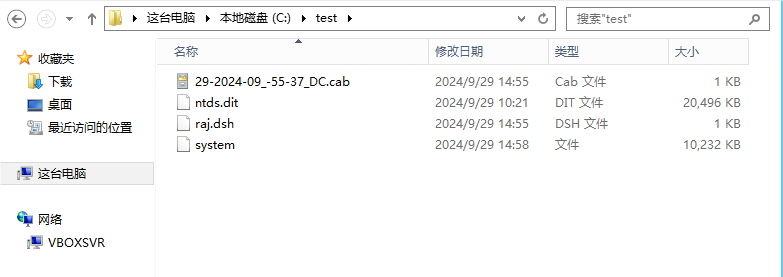 这台电脑 本地磁盘 (C:) test 搜索"test"
名称 修改日期 类型 大小
收藏夹
下载
桌面
最近访问的位置
这台电脑
网络
VBOXSVR
29-2024-09_-55-37_DC.cab 2024/9/29 14:55 Cab 文件 1 KB
ntds.dit 2024/9/29 10:21 DIT 文件 20,496 KB
raj.dsh 2024/9/29 14:55 DSH 文件 1 KB
system 2024/9/29 14:58 文件 10,232 KB